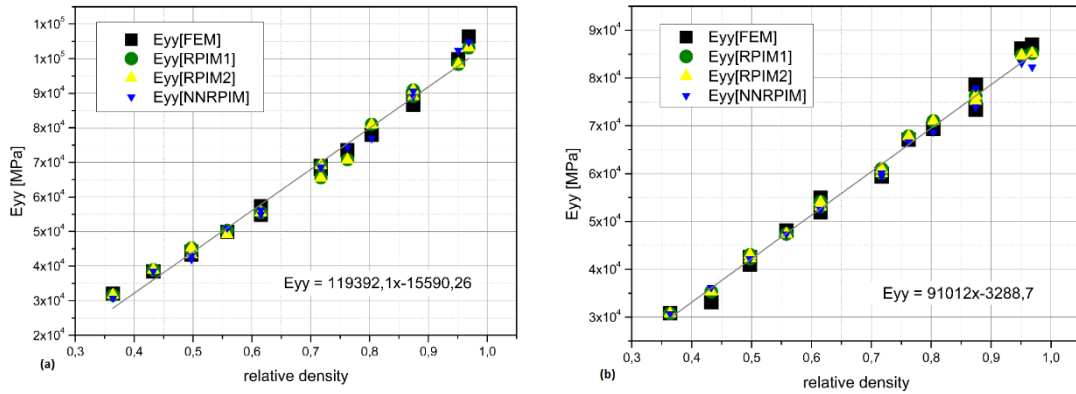 Eyy[FEM]
Eyy[RPIM1]
Eyy[RPIM2]
Eyy[NNRPIM]
1x10⁵
1x10⁵
9x10⁴
8x10⁴
7x10⁴
6x10⁴
5x10⁴
4x10⁴
3x10⁴
2x10⁴
Eyy [MPa]
Eyy = 119392,1x-15590,26
0,3 0,4 0,5 0,6 0,7 0,8 0,9 1,0
(a)
relative density
Eyy[FEM]
Eyy[RPIM1]
Eyy[RPIM2]
Eyy[NNRPIM]
9x10⁴
8x10⁴
7x10⁴
6x10⁴
5x10⁴
4x10⁴
3x10⁴
Eyy [MPa]
Eyy = 91012x-3288,7
0,3 0,4 0,5 0,6 0,7 0,8 0,9 1,0
(b)
relative density